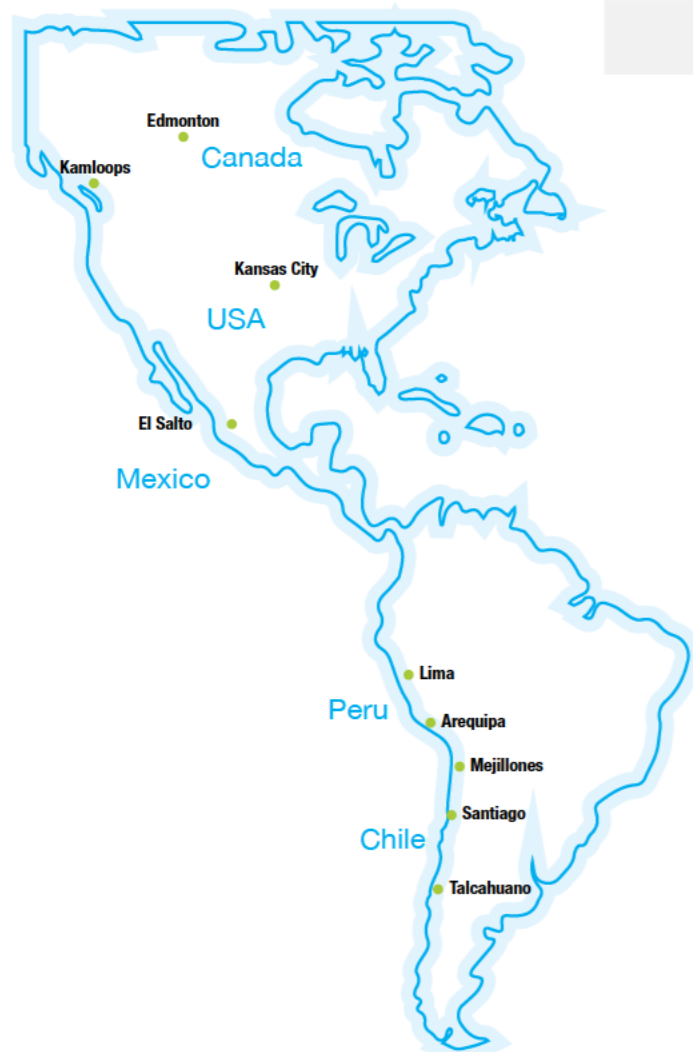 Edmonton
Canada
Kamloops
Kansas City
USA
El Salto
Mexico
Lima
Peru
Arequipa
Mejillones
Santiago
Chile
Talcahuano